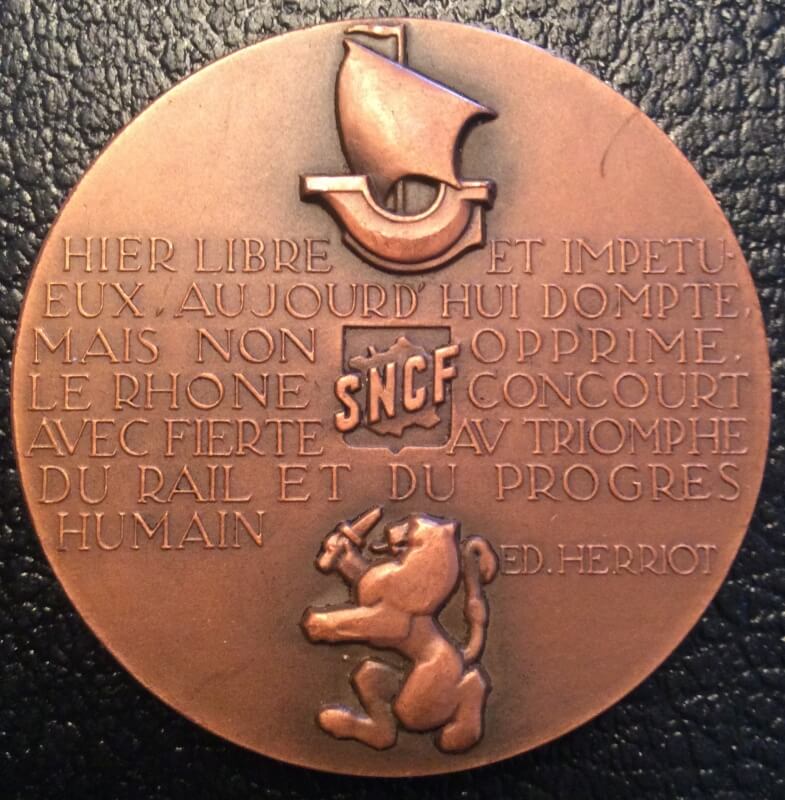 HIER LIBRE ET IMPETU-
EUX, AUJOURD'HUI DOMPTE,
MAIS NON OPPRIME,
LE RHONE SNCF CONCOURT
AVEC FIERTE AV TRIOMPHE
DU RAIL ET DU PROGRES
HUMAIN
ED. HERRIOT